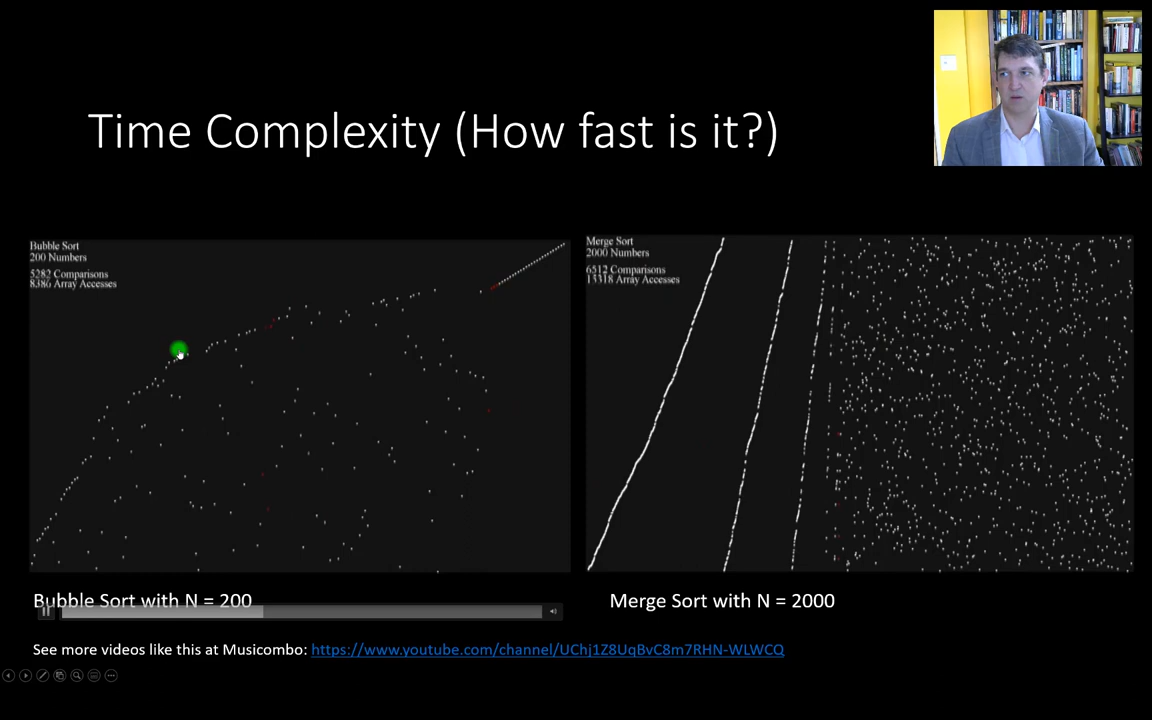 Time Complexity (How fast is it?)
Bubble Sort
200 Numbers
5282 Comparisons
8386 Array Accesses
Merge Sort
2000 Numbers
6512 Comparisons
15318 Array Accesses
Bubble Sort with N = 200
Merge Sort with N = 2000
See more videos like this at Musicombo: https://www.youtube.com/channel/UChj1Z8UqBvC8m7RHN-WLWCQ